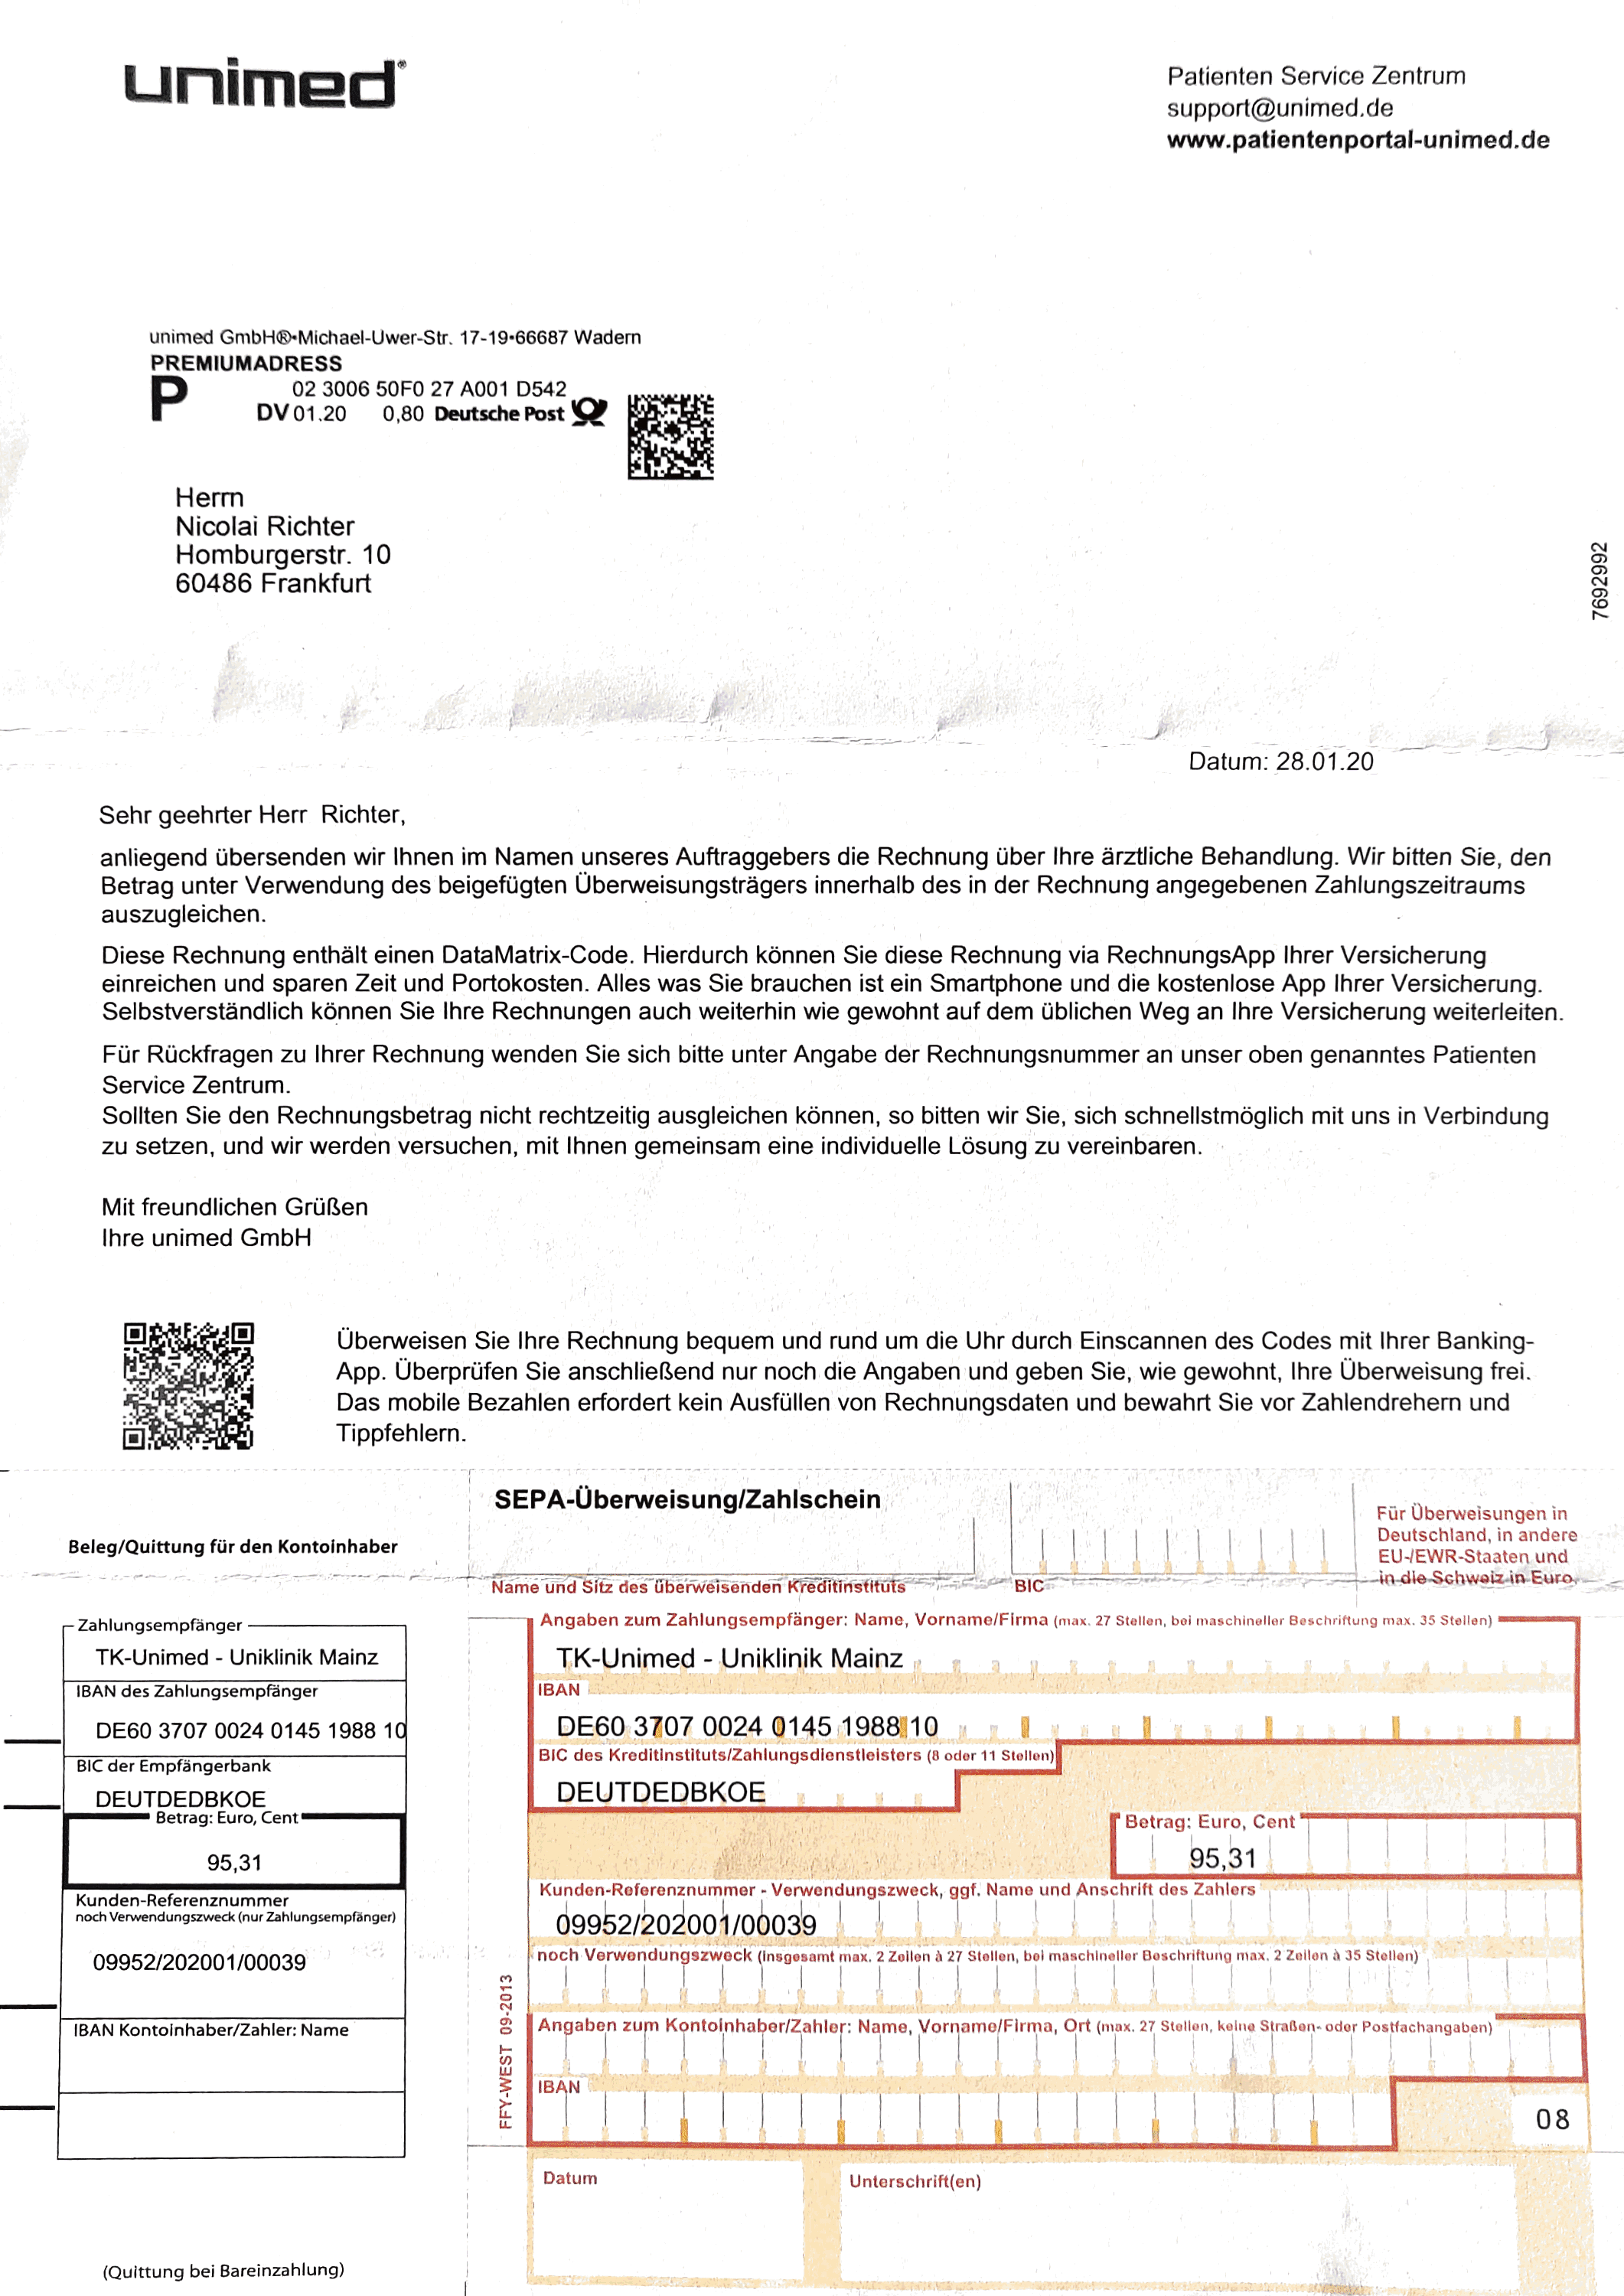 unimed®
Patienten Service Zentrum
support@unimed.de
www.patientenportal-unimed.de
unimed GmbH®•Michael-Uwer-Str. 17-19•66687 Wadern
PREMIUMADRESS
P
02 3006 50F0 27 A001 D542
DV 01.20 0,80 Deutsche Post
Herrn
Nicolai Richter
Homburgerstr. 10
60486 Frankfurt
7692992
Datum: 28.01.20
Sehr geehrter Herr Richter,
anliegend übersenden wir Ihnen im Namen unseres Auftraggebers die Rechnung über Ihre ärztliche Behandlung. Wir bitten Sie, den
Betrag unter Verwendung des beigefügten Überweisungsträgers innerhalb des in der Rechnung angegebenen Zahlungszeitraums
auszugleichen.
Diese Rechnung enthält einen DataMatrix-Code. Hierdurch können Sie diese Rechnung via RechnungsApp Ihrer Versicherung
einreichen und sparen Zeit und Portokosten. Alles was Sie brauchen ist ein Smartphone und die kostenlose App Ihrer Versicherung.
Selbstverständlich können Sie Ihre Rechnungen auch weiterhin wie gewohnt auf dem üblichen Weg an Ihre Versicherung weiterleiten.
Für Rückfragen zu Ihrer Rechnung wenden Sie sich bitte unter Angabe der Rechnungsnummer an unser oben genanntes Patienten
Service Zentrum.
Sollten Sie den Rechnungsbetrag nicht rechtzeitig ausgleichen können, so bitten wir Sie, sich schnellstmöglich mit uns in Verbindung
zu setzen, und wir werden versuchen, mit Ihnen gemeinsam eine individuelle Lösung zu vereinbaren.
Mit freundlichen Grüßen
Ihre unimed GmbH
Überweisen Sie Ihre Rechnung bequem und rund um die Uhr durch Einscannen des Codes mit Ihrer Banking-
App. Überprüfen Sie anschließend nur noch die Angaben und geben Sie, wie gewohnt, Ihre Überweisung frei.
Das mobile Bezahlen erfordert kein Ausfüllen von Rechnungsdaten und bewahrt Sie vor Zahlendrehern und
Tippfehlern.
Beleg/Quittung für den Kontoinhaber
Zahlungsempfänger
TK-Unimed - Uniklinik Mainz
IBAN des Zahlungsempfänger
DE60 3707 0024 0145 1988 10
BIC der Empfängerbank
DEUTDEDBKOE
Betrag: Euro, Cent
95,31
Kunden-Referenznummer
noch Verwendungszweck (nur Zahlungsempfänger)
09952/202001/00039
IBAN Kontoinhaber/Zahler: Name
(Quittung bei Bareinzahlung)
SEPA-Überweisung/Zahlschein
Für Überweisungen in
Deutschland, in andere
EU-/EWR-Staaten und
in die Schweiz in Euro.
Name und Sitz des überweisenden Kreditinstituts
BIC
Angaben zum Zahlungsempfänger: Name, Vorname/Firma (max. 27 Stellen, bei maschineller Beschriftung max. 35 Stellen)
TK-Unimed - Uniklinik Mainz
IBAN
DE60 3707 0024 0145 1988 10
BIC des Kreditinstituts/Zahlungsdienstleisters (8 oder 11 Stellen)
DEUTDEDBKOE
Betrag: Euro, Cent
95,31
Kunden-Referenznummer - Verwendungszweck, ggf. Name und Anschrift des Zahlers
09952/202001/00039
noch Verwendungszweck (insgesamt max. 2 Zeilen à 27 Stellen, bei maschineller Beschriftung max. 2 Zeilen à 35 Stellen)
Angaben zum Kontoinhaber/Zahler: Name, Vorname/Firma, Ort (max. 27 Stellen, keine Straßen- oder Postfachangaben)
IBAN
08
FFY-WEST 09-2013
Datum
Unterschrift(en)